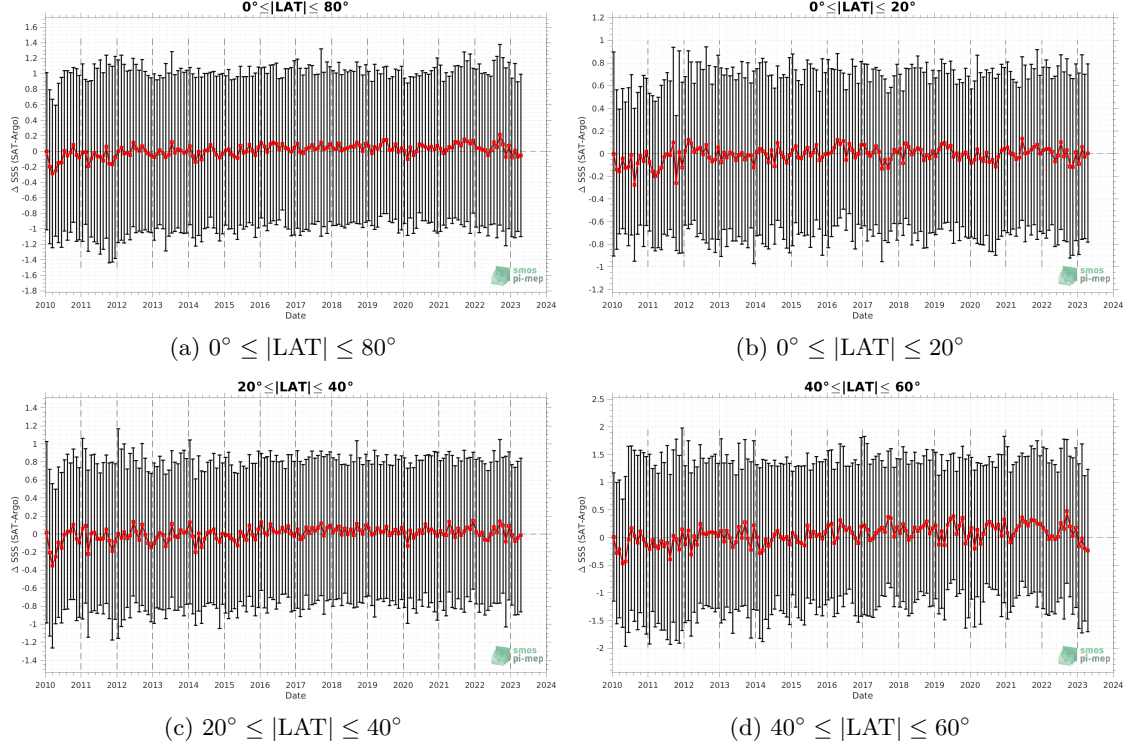 0°≤|LAT|≤ 80°
Δ SSS (SAT-Argo)
1.6
1.4
1.2
1
0.8
0.6
0.4
0.2
0
-0.2
-0.4
-0.6
-0.8
-1
-1.2
-1.4
-1.6
-1.8
2010 2011 2012 2013 2014 2015 2016 2017 2018 2019 2020 2021 2022 2023 2024
Date
smos
pi-mep
(a) 0° ≤ |LAT| ≤ 80°
0°≤|LAT|≤ 20°
Δ SSS (SAT-Argo)
1.2
1
0.8
0.6
0.4
0.2
0
-0.2
-0.4
-0.6
-0.8
-1
-1.2
2010 2011 2012 2013 2014 2015 2016 2017 2018 2019 2020 2021 2022 2023 2024
Date
smos
pi-mep
(b) 0° ≤ |LAT| ≤ 20°
20°≤|LAT|≤ 40°
Δ SSS (SAT-Argo)
1.4
1.2
1
0.8
0.6
0.4
0.2
0
-0.2
-0.4
-0.6
-0.8
-1
-1.2
-1.4
2010 2011 2012 2013 2014 2015 2016 2017 2018 2019 2020 2021 2022 2023 2024
Date
smos
pi-mep
(c) 20° ≤ |LAT| ≤ 40°
40°≤|LAT|≤ 60°
Δ SSS (SAT-Argo)
2.5
2
1.5
1
0.5
0
-0.5
-1
-1.5
-2
2010 2011 2012 2013 2014 2015 2016 2017 2018 2019 2020 2021 2022 2023 2024
Date
smos
pi-mep
(d) 40° ≤ |LAT| ≤ 60°